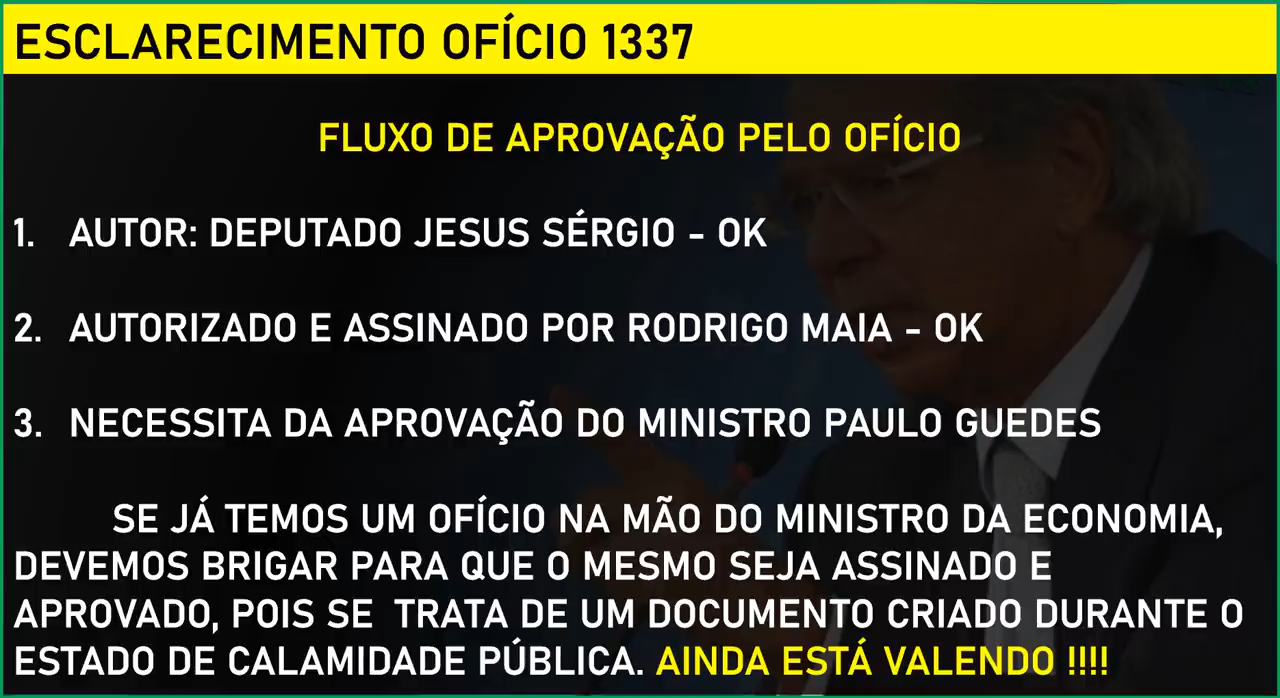 ESCLARECIMENTO OFÍCIO 1337
FLUXO DE APROVAÇÃO PELO OFÍCIO
1. AUTOR: DEPUTADO JESUS SÉRGIO - OK
2. AUTORIZADO E ASSINADO POR RODRIGO MAIA - OK
3. NECESSITA DA APROVAÇÃO DO MINISTRO PAULO GUEDES
SE JÁ TEMOS UM OFÍCIO NA MÃO DO MINISTRO DA ECONOMIA,
DEVEMOS BRIGAR PARA QUE O MESMO SEJA ASSINADO E
APROVADO, POIS SE TRATA DE UM DOCUMENTO CRIADO DURANTE O
ESTADO DE CALAMIDADE PÚBLICA. AINDA ESTÁ VALENDO !!!!